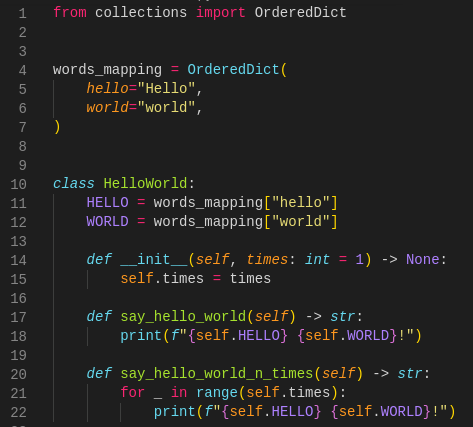 1 from collections import OrderedDict
2
3
4 words_mapping = OrderedDict(
5     hello="Hello",
6     world="world",
7 )
8
9
10 class HelloWorld:
11     HELLO = words_mapping["hello"]
12     WORLD = words_mapping["world"]
13
14     def __init__(self, times: int = 1) -> None:
15         self.times = times
16
17     def say_hello_world(self) -> str:
18         print(f"{self.HELLO} {self.WORLD}!")
19
20     def say_hello_world_n_times(self) -> str:
21         for _ in range(self.times):
22             print(f"{self.HELLO} {self.WORLD}!")